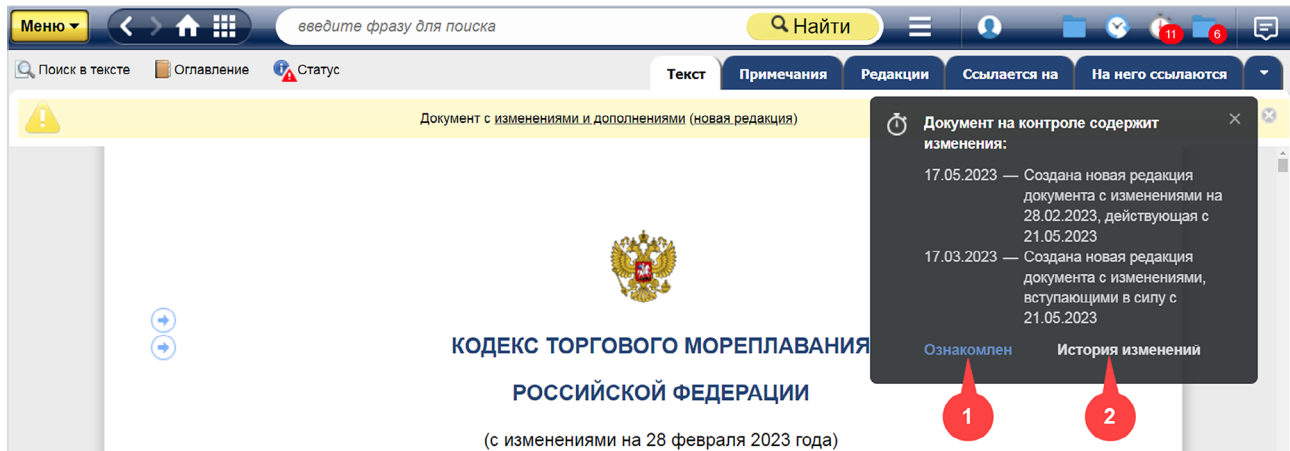 Меню
введите фразу для поиска
Найти
11
6
Поиск в тексте
Оглавление
Статус
Текст
Примечания
Редакции
Ссылается на
На него ссылаются
Документ с изменениями и дополнениями (новая редакция)
Документ на контроле содержит
изменения:
17.05.2023 — Создана новая редакция
документа с изменениями на
28.02.2023, действующая с
21.05.2023
17.03.2023 — Создана новая редакция
документа с изменениями,
вступающими в силу с
21.05.2023
Ознакомлен
История изменений
1
2
КОДЕКС ТОРГОВОГО МОРЕПЛАВАНИЯ
РОССИЙСКОЙ ФЕДЕРАЦИИ
(с изменениями на 28 февраля 2023 года)